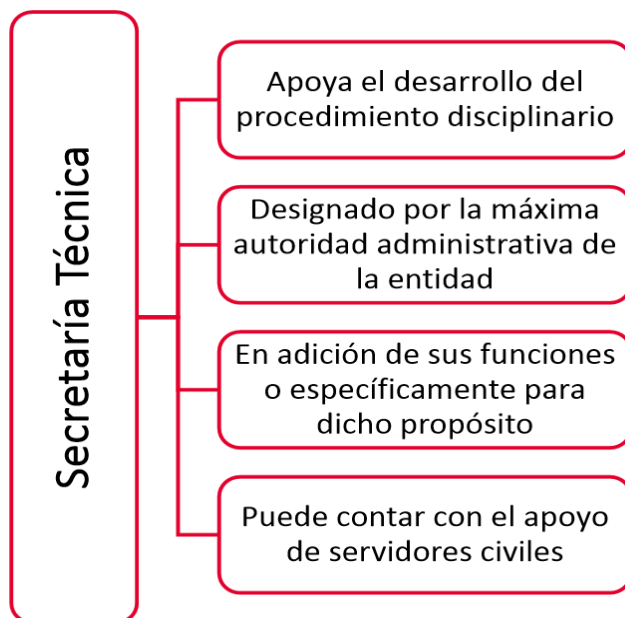 Secretaría Técnica
Apoya el desarrollo del
procedimiento disciplinario
Designado por la máxima
autoridad administrativa de
la entidad
En adición de sus funciones
o específicamente para
dicho propósito
Puede contar con el apoyo
de servidores civiles